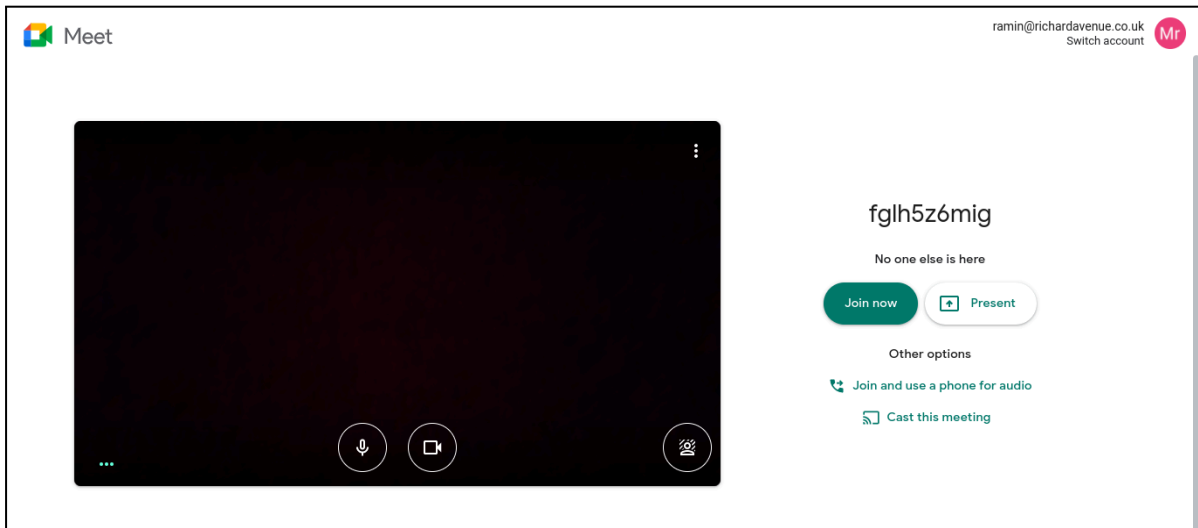 Meet
ramin@richardavenue.co.uk
Switch account
Mr
fglh5z6mig
No one else is here
Join now
Present
Other options
Join and use a phone for audio
Cast this meeting